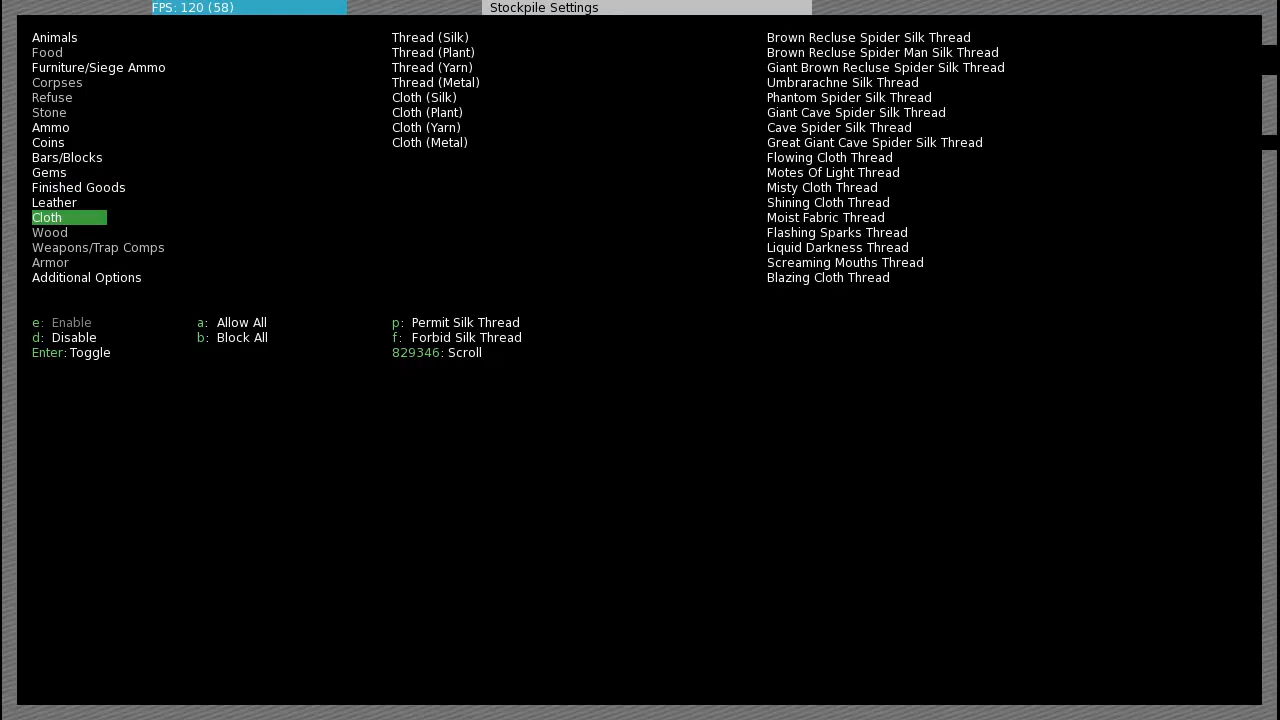 FPS: 120 (58)
Stockpile Settings
Animals
Food
Furniture/Siege Ammo
Corpses
Refuse
Stone
Ammo
Coins
Bars/Blocks
Gems
Finished Goods
Leather
Cloth
Wood
Weapons/Trap Comps
Armor
Additional Options
Thread (Silk)
Thread (Plant)
Thread (Yarn)
Thread (Metal)
Cloth (Silk)
Cloth (Plant)
Cloth (Yarn)
Cloth (Metal)
Brown Recluse Spider Silk Thread
Brown Recluse Spider Man Silk Thread
Giant Brown Recluse Spider Silk Thread
Umbrarachne Silk Thread
Phantom Spider Silk Thread
Giant Cave Spider Silk Thread
Cave Spider Silk Thread
Great Giant Cave Spider Silk Thread
Flowing Cloth Thread
Motes Of Light Thread
Misty Cloth Thread
Shining Cloth Thread
Moist Fabric Thread
Flashing Sparks Thread
Liquid Darkness Thread
Screaming Mouths Thread
Blazing Cloth Thread
e: Enable
d: Disable
Enter: Toggle
a: Allow All
b: Block All
p: Permit Silk Thread
f: Forbid Silk Thread
829346: Scroll